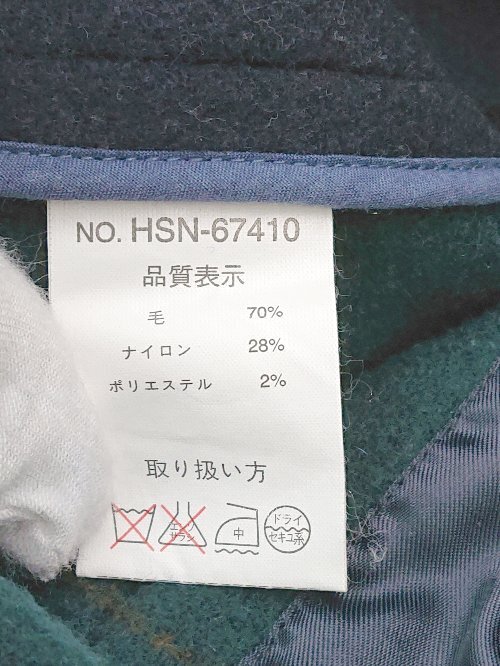 NO. HSN-67410
品質表示
毛 70%
ナイロン 28%
ポリエステル 2%
取り扱い方
エンソ
サラシ
中
ドライ
セキユ系